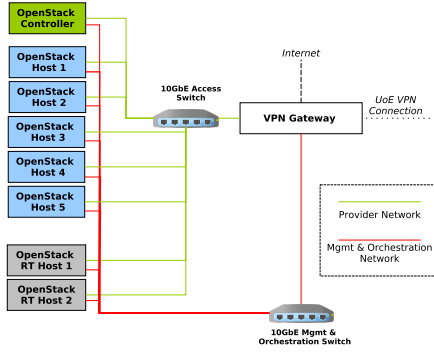 OpenStack
Controller
OpenStack
Host 1
OpenStack
Host 2
OpenStack
Host 3
OpenStack
Host 4
OpenStack
Host 5
OpenStack
RT Host 1
OpenStack
RT Host 2
10GbE Access
Switch
Internet
VPN Gateway
UoE VPN
Connection
Provider Network
Mgmt & Orchestration
Network
10GbE Mgmt &
Orchestration Switch